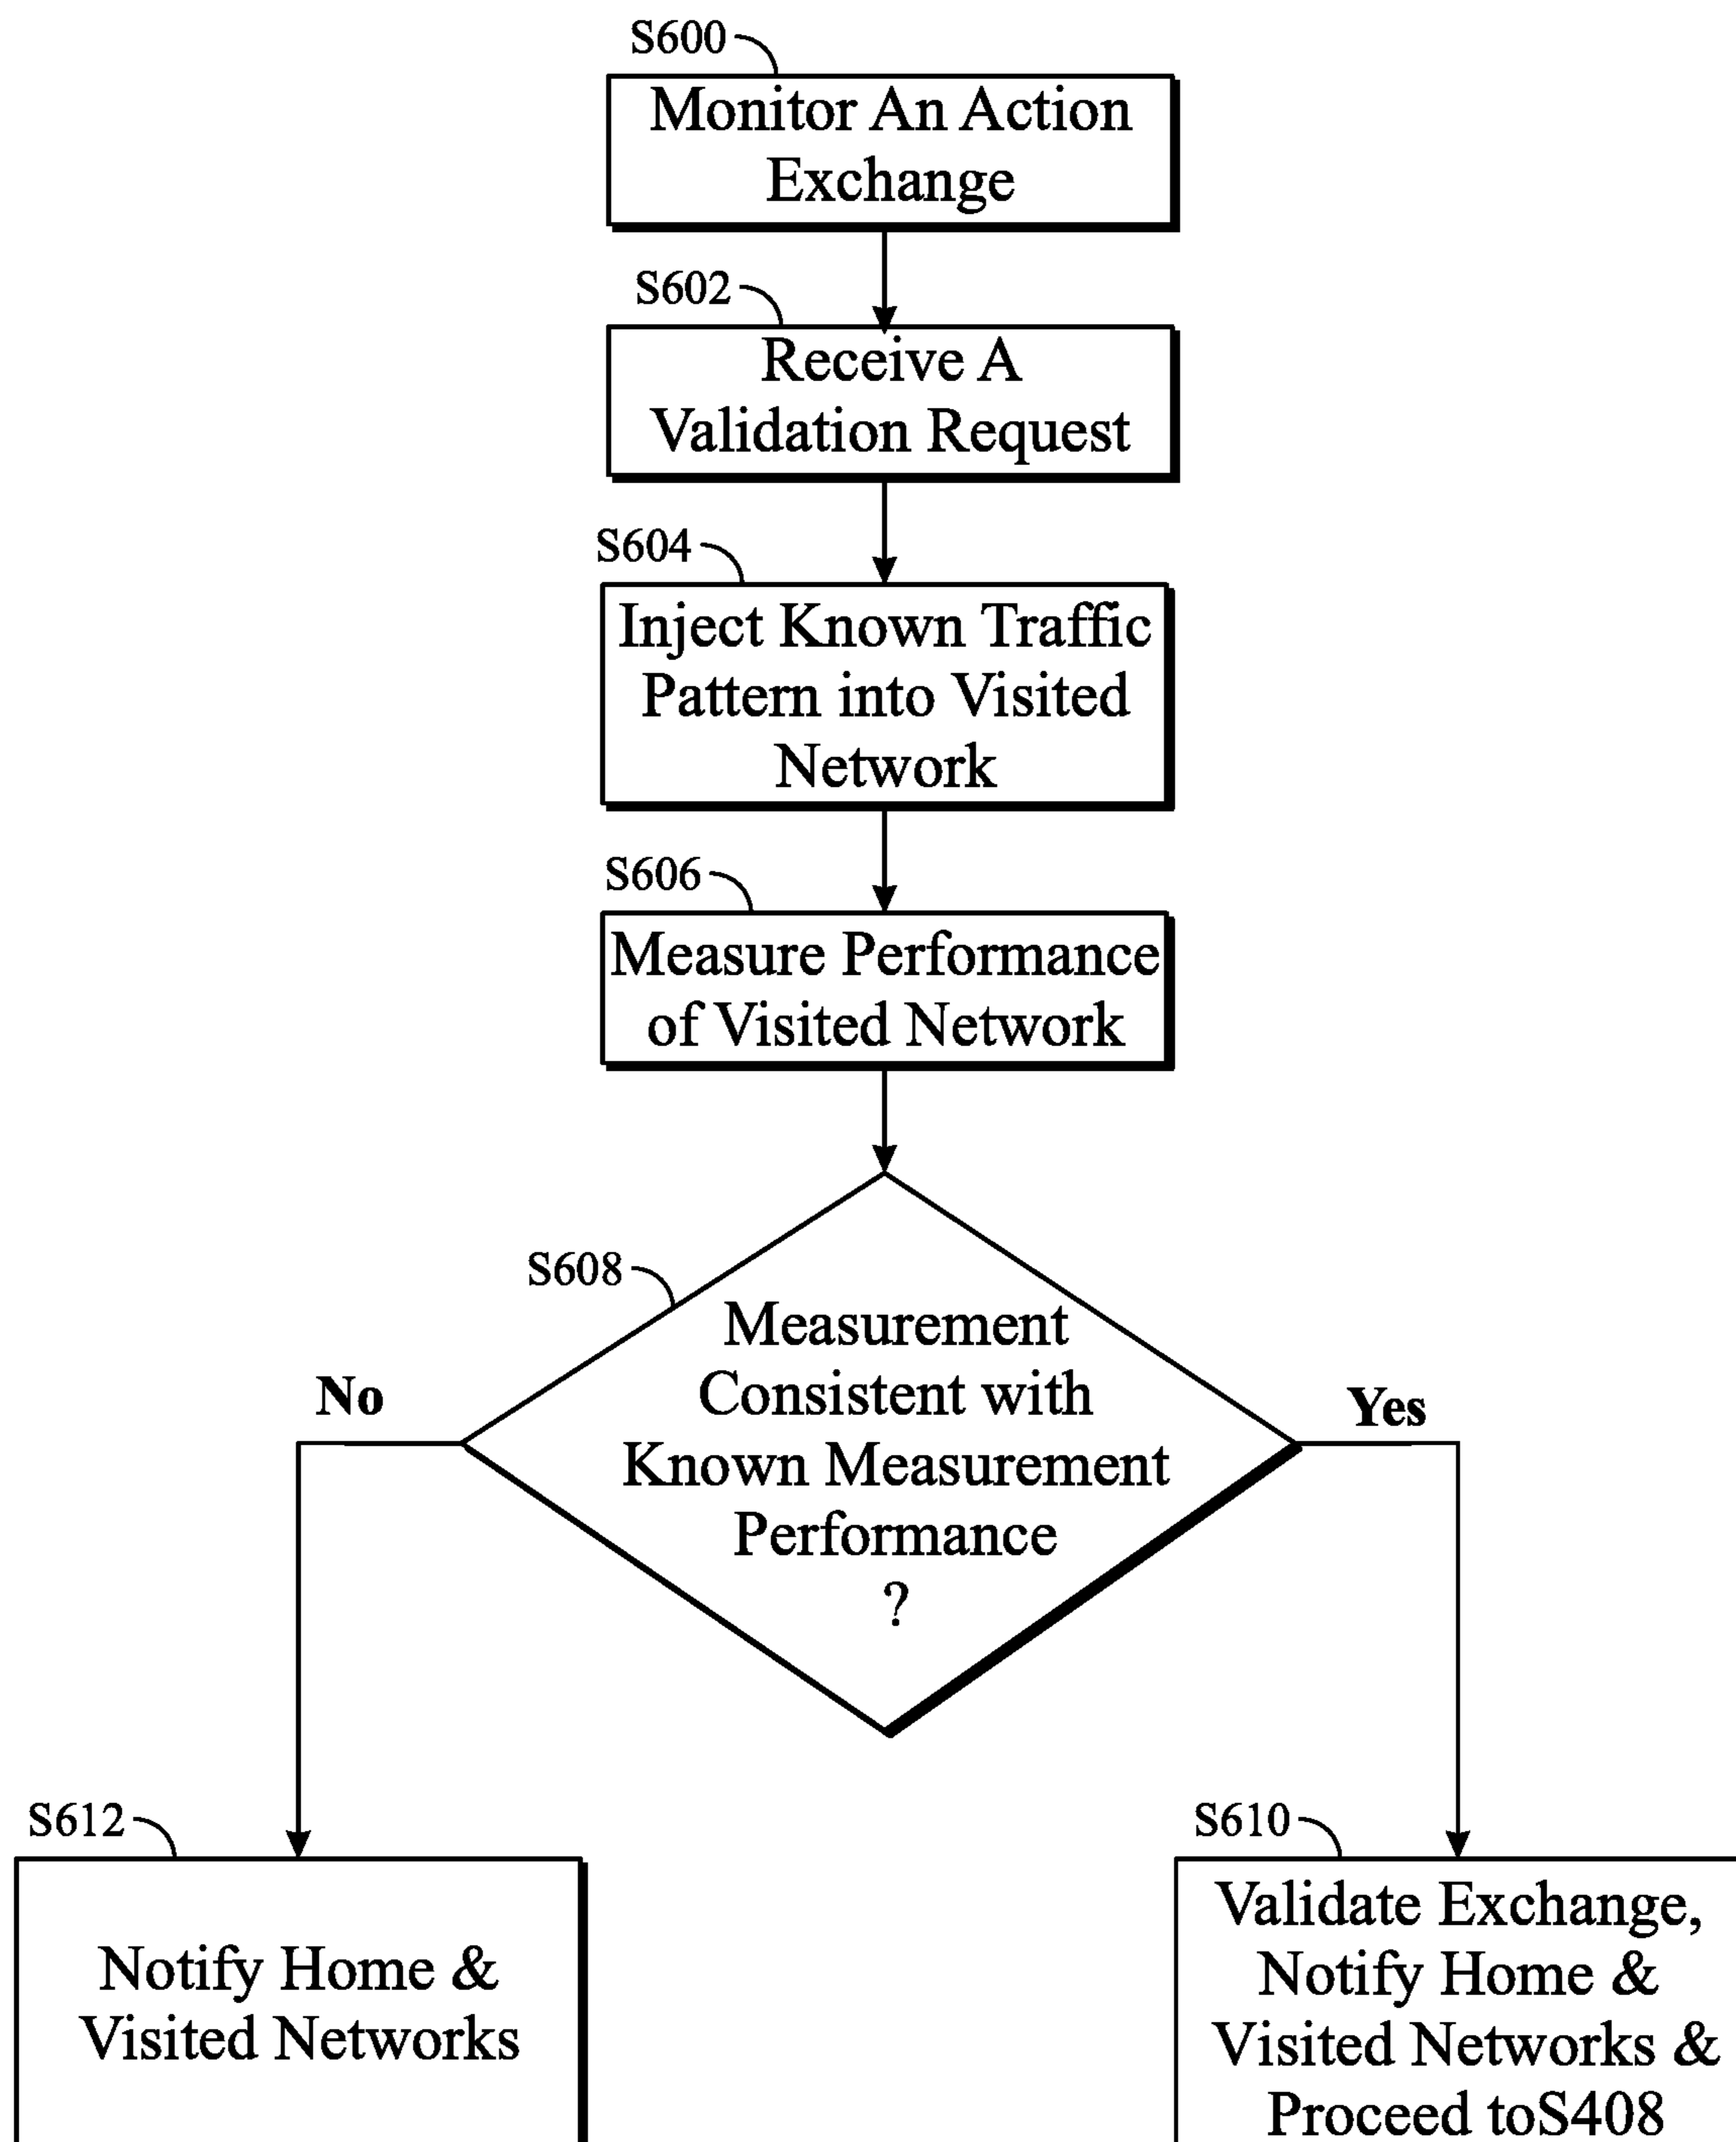 S600
Monitor An Action
Exchange
S602
Receive A
Validation Request
S604
Inject Known Traffic
Pattern into Visited
Network
S606
Measure Performance
of Visited Network
S608
Measurement
Consistent with
Known Measurement
Performance
?
No
Yes
S612
Notify Home &
Visited Networks
S610
Validate Exchange,
Notify Home &
Visited Networks &
Proceed toS408